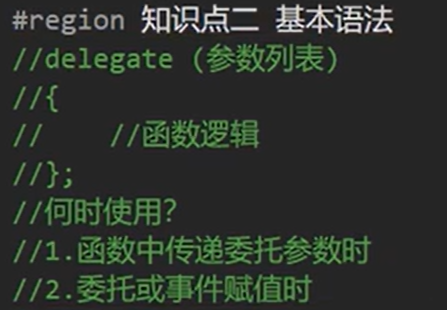 #region 知识点二 基本语法
//delegate (参数列表)
//{
//    //函数逻辑
//};
//何时使用?
//1.函数中传递委托参数时
//2.委托或事件赋值时